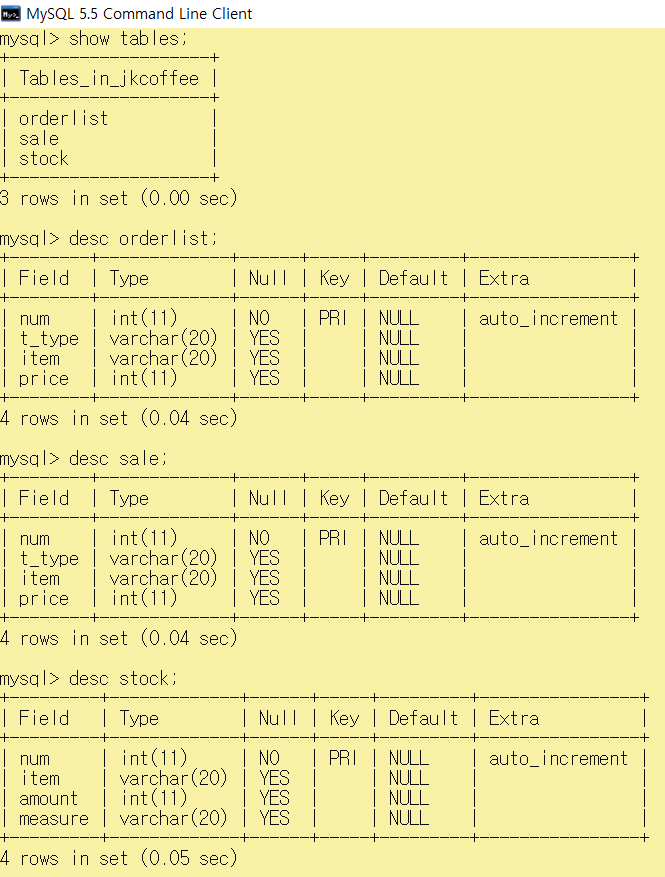 MySQL 5.5 Command Line Client
mysql> show tables;
+--------------------+
| Tables_in_jkcoffee |
+--------------------+
| orderlist          |
| sale               |
| stock              |
+--------------------+
3 rows in set (0.00 sec)
mysql> desc orderlist;
+--------+-------------+------+-----+---------+----------------+
| Field  | Type        | Null | Key | Default | Extra          |
+--------+-------------+------+-----+---------+----------------+
| num    | int(11)     | NO   | PRI | NULL    | auto_increment |
| t_type | varchar(20) | YES  |     | NULL    |                |
| item   | varchar(20) | YES  |     | NULL    |                |
| price  | int(11)     | YES  |     | NULL    |                |
+--------+-------------+------+-----+---------+----------------+
4 rows in set (0.04 sec)
mysql> desc sale;
+--------+-------------+------+-----+---------+----------------+
| Field  | Type        | Null | Key | Default | Extra          |
+--------+-------------+------+-----+---------+----------------+
| num    | int(11)     | NO   | PRI | NULL    | auto_increment |
| t_type | varchar(20) | YES  |     | NULL    |                |
| item   | varchar(20) | YES  |     | NULL    |                |
| price  | int(11)     | YES  |     | NULL    |                |
+--------+-------------+------+-----+---------+----------------+
4 rows in set (0.04 sec)
mysql> desc stock;
+---------+-------------+------+-----+---------+----------------+
| Field   | Type        | Null | Key | Default | Extra          |
+---------+-------------+------+-----+---------+----------------+
| num     | int(11)     | NO   | PRI | NULL    | auto_increment |
| item    | varchar(20) | YES  |     | NULL    |                |
| amount  | int(11)     | YES  |     | NULL    |                |
| measure | varchar(20) | YES  |     | NULL    |                |
+---------+-------------+------+-----+---------+----------------+
4 rows in set (0.05 sec)